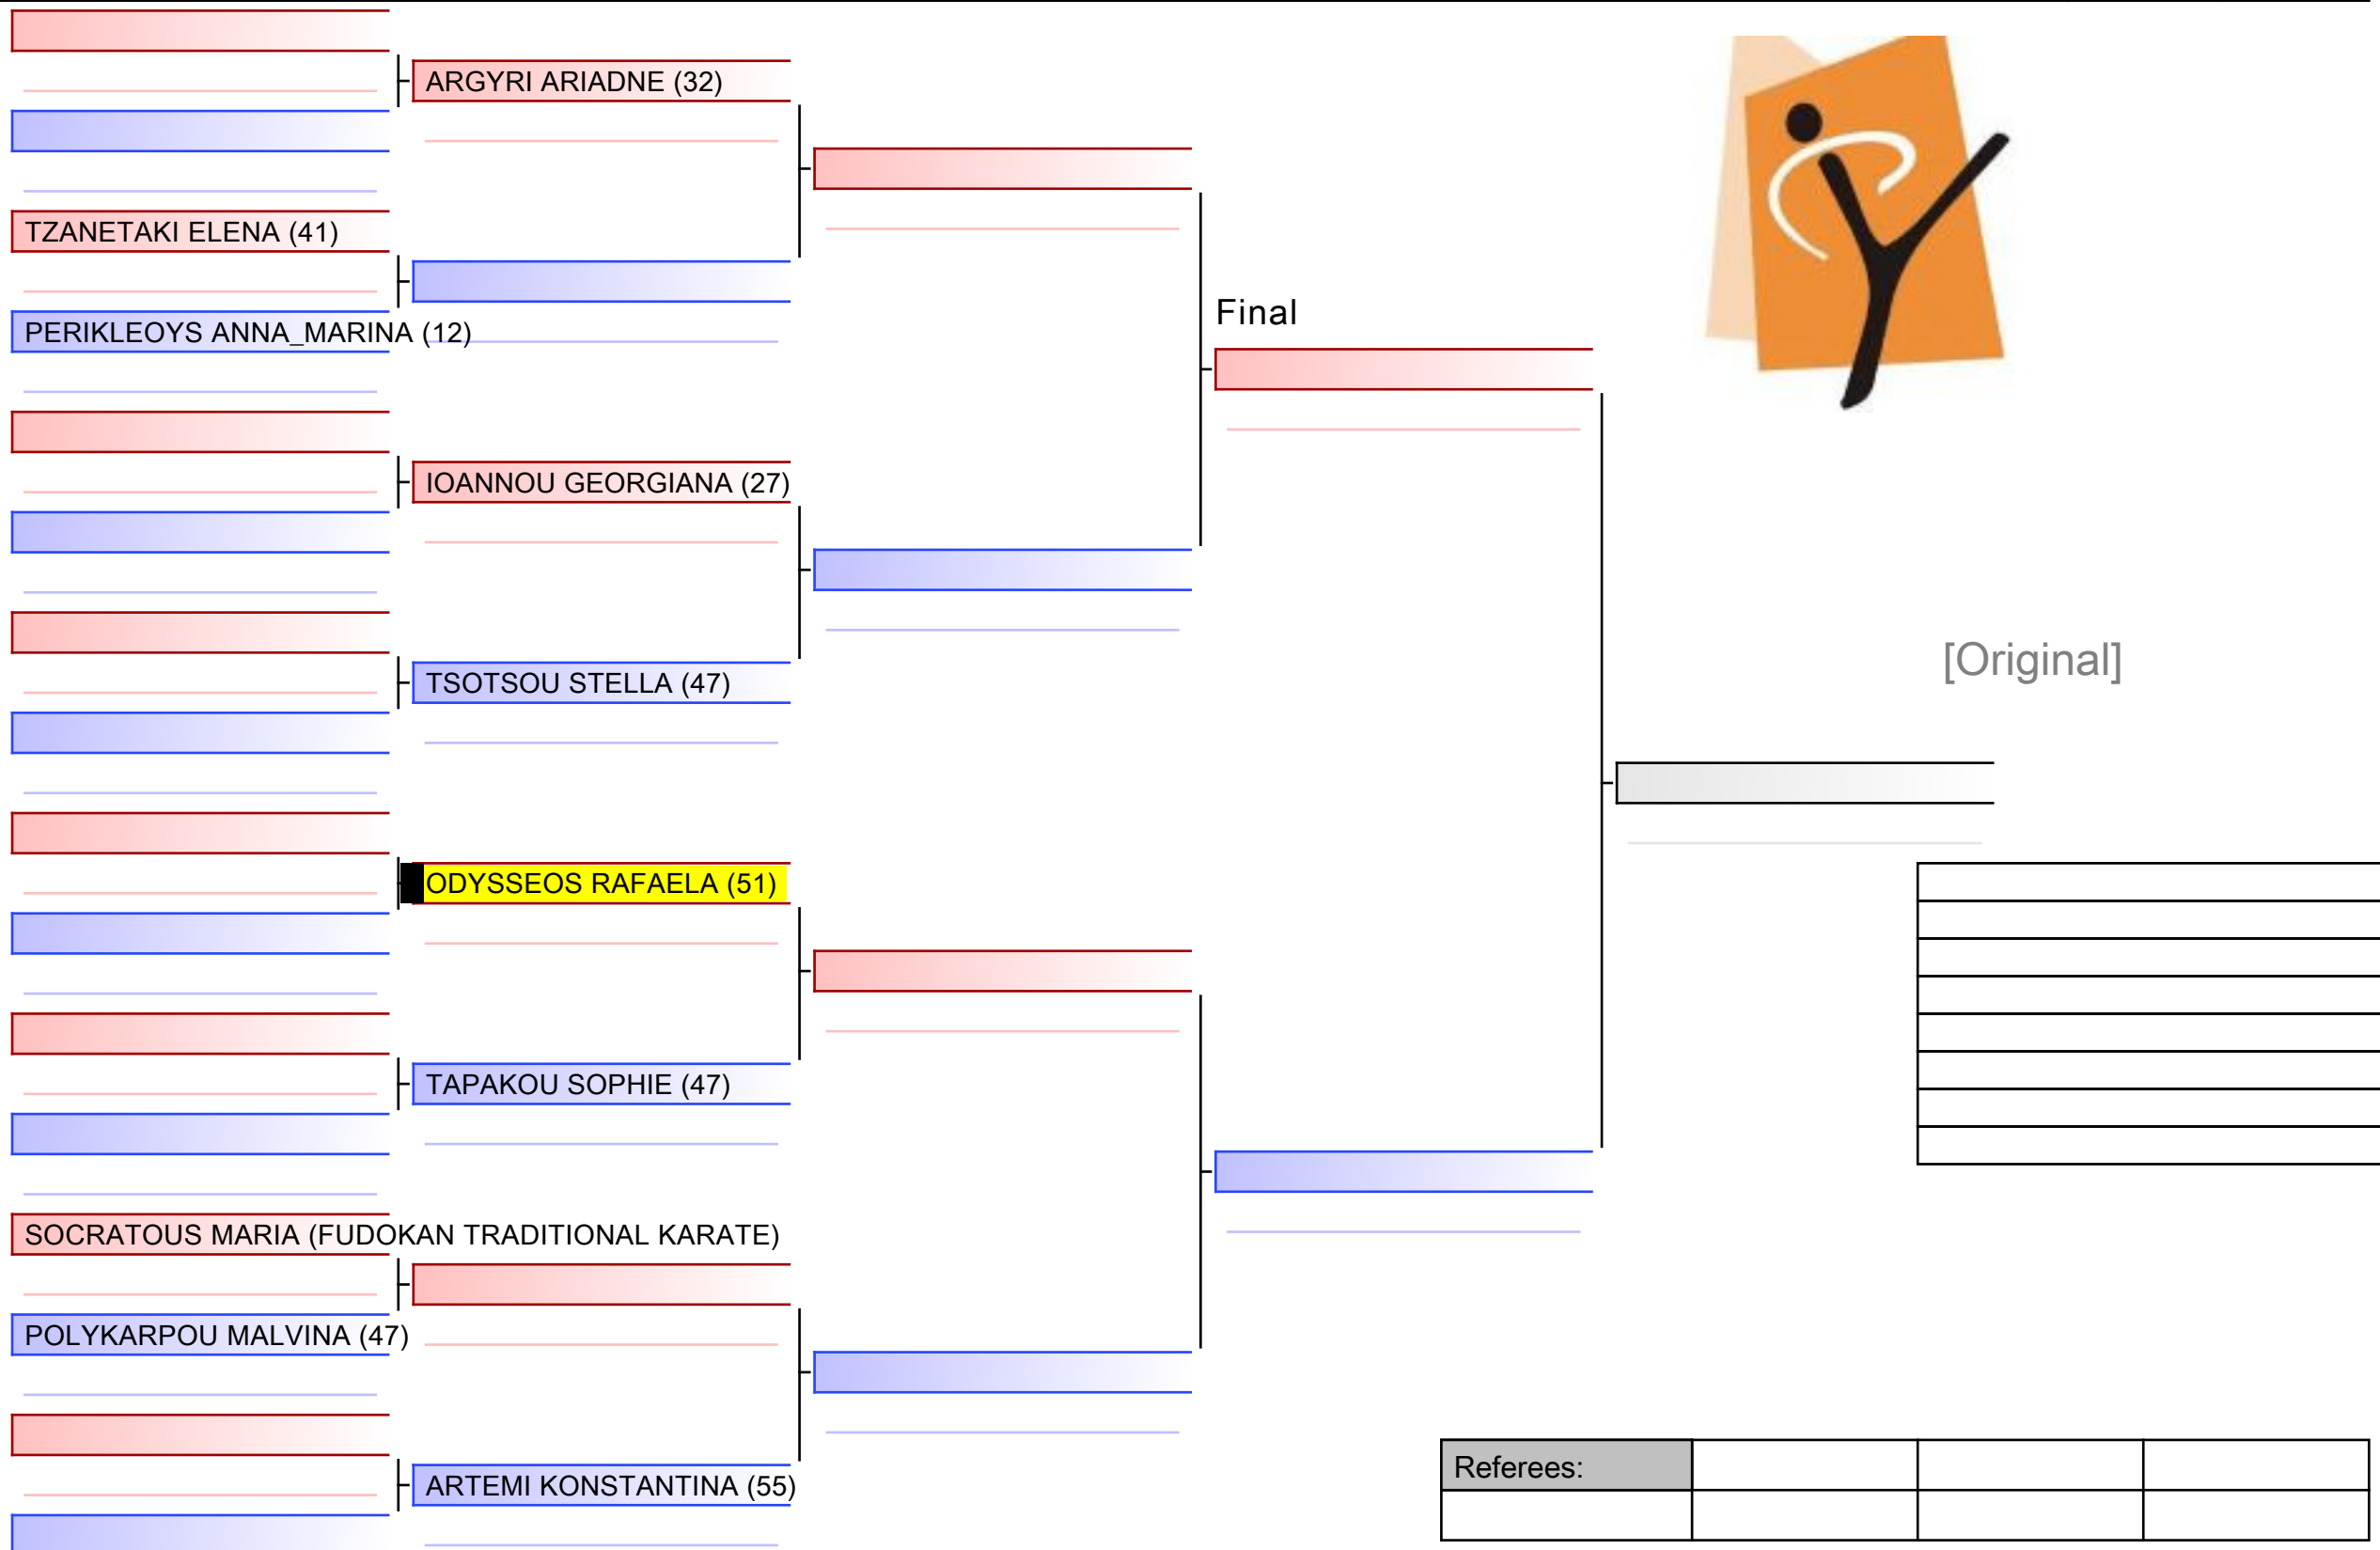 ARGYRI ARIADNE (32)
TZANETAKI ELENA (41)
PERIKLEOYS ANNA_MARINA (12)
IOANNOU GEORGIANA (27)
TSOTSOU STELLA (47)
ODYSSEOS RAFAELA (51)
TAPAKOU SOPHIE (47)
SOCRATOUS MARIA (FUDOKAN TRADITIONAL KARATE)
POLYKARPOU MALVINA (47)
ARTEMI KONSTANTINA (55)
Final
[Original]
Referees: